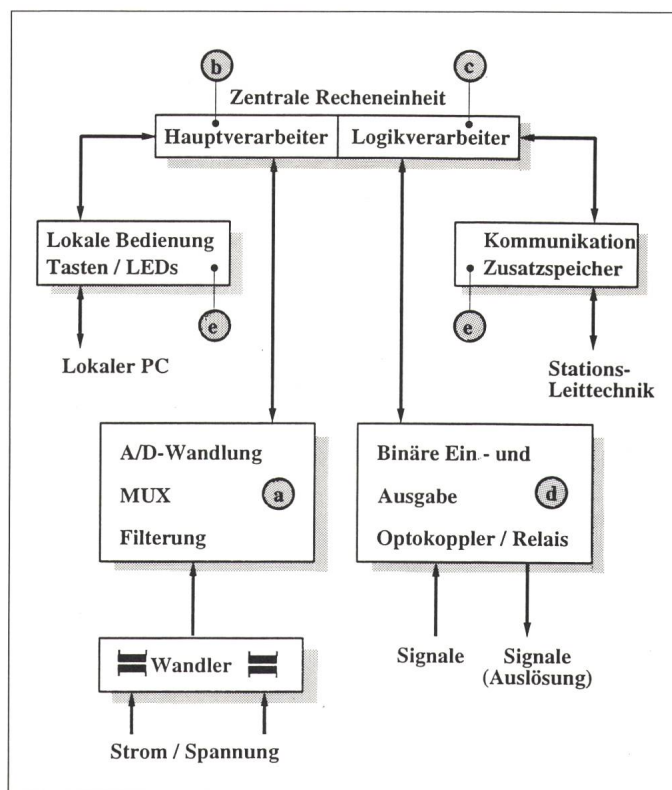 b
c
Zentrale Recheneinheit
Hauptverarbeiter
Logikverarbeiter
Lokale Bedienung
Tasten / LEDs
e
Lokaler PC
Kommunikation
Zusatzspeicher
e
Stations-
Leittechnik
A/D-Wandlung
MUX
a
Filterung
Binäre Ein - und
Ausgabe
d
Optokoppler / Relais
Wandler
Strom / Spannung
Signale
Signale
(Auslösung)